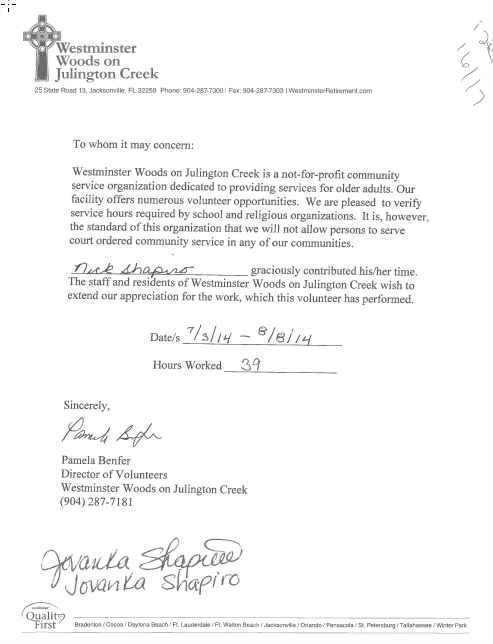 Westminster
Woods on
Julington Creek
25 State Road 13, Jacksonville, FL 32259 Phone: 904-287-7300 | Fax: 904-287-7303 | WestminsterRetirement.com
To whom it may concern:
Westminster Woods on Julington Creek is a not-for-profit community
service organization dedicated to providing services for older adults. Our
facility offers numerous volunteer opportunities. We are pleased to verify
service hours required by school and religious organizations. It is, however,
the standard of this organization that we will not allow persons to serve
court ordered community service in any of our communities.
Nick Shapiro graciously contributed his/her time.
The staff and residents of Westminster Woods on Julington Creek wish to
extend our appreciation for the work, which this volunteer has performed.
Date/s 7/3/14 - 8/8/14
Hours Worked 39
Sincerely,
Pamela Benfer
Pamela Benfer
Director of Volunteers
Westminster Woods on Julington Creek
(904) 287-7181
Jovanka Shapiro
Jovanka Shapiro
LeadingAge
Quality
First
Bradenton / Cocoa / Daytona Beach / Ft. Lauderdale / Ft. Walton Beach / Jacksonville / Orlando / Pensacola / St. Petersburg / Tallahassee / Winter Park